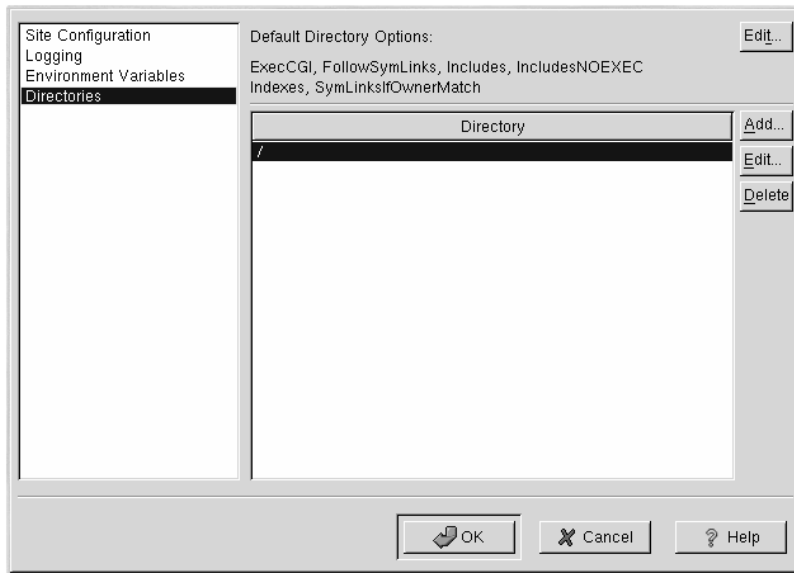 Site Configuration
Logging
Environment Variables
Directories
Default Directory Options:
Edit...
ExecCGI, FollowSymLinks, Includes, IncludesNOEXEC
Indexes, SymLinksIfOwnerMatch
Directory
/
Add...
Edit...
Delete
OK
Cancel
Help